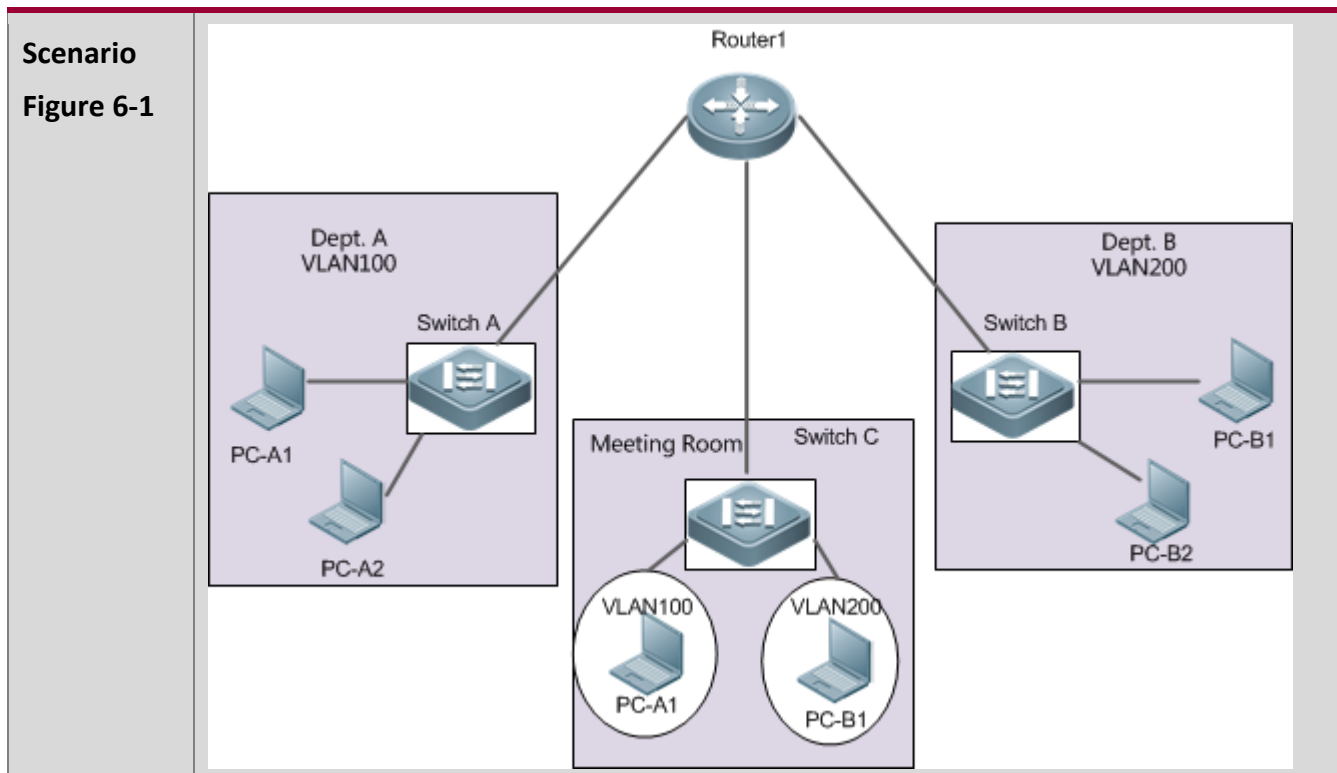 Scenario
Figure 6-1
Router1
Dept. A
VLAN100
Switch A
PC-A1
PC-A2
Meeting Room
Switch C
VLAN100
PC-A1
VLAN200
PC-B1
Dept. B
VLAN200
Switch B
PC-B1
PC-B2